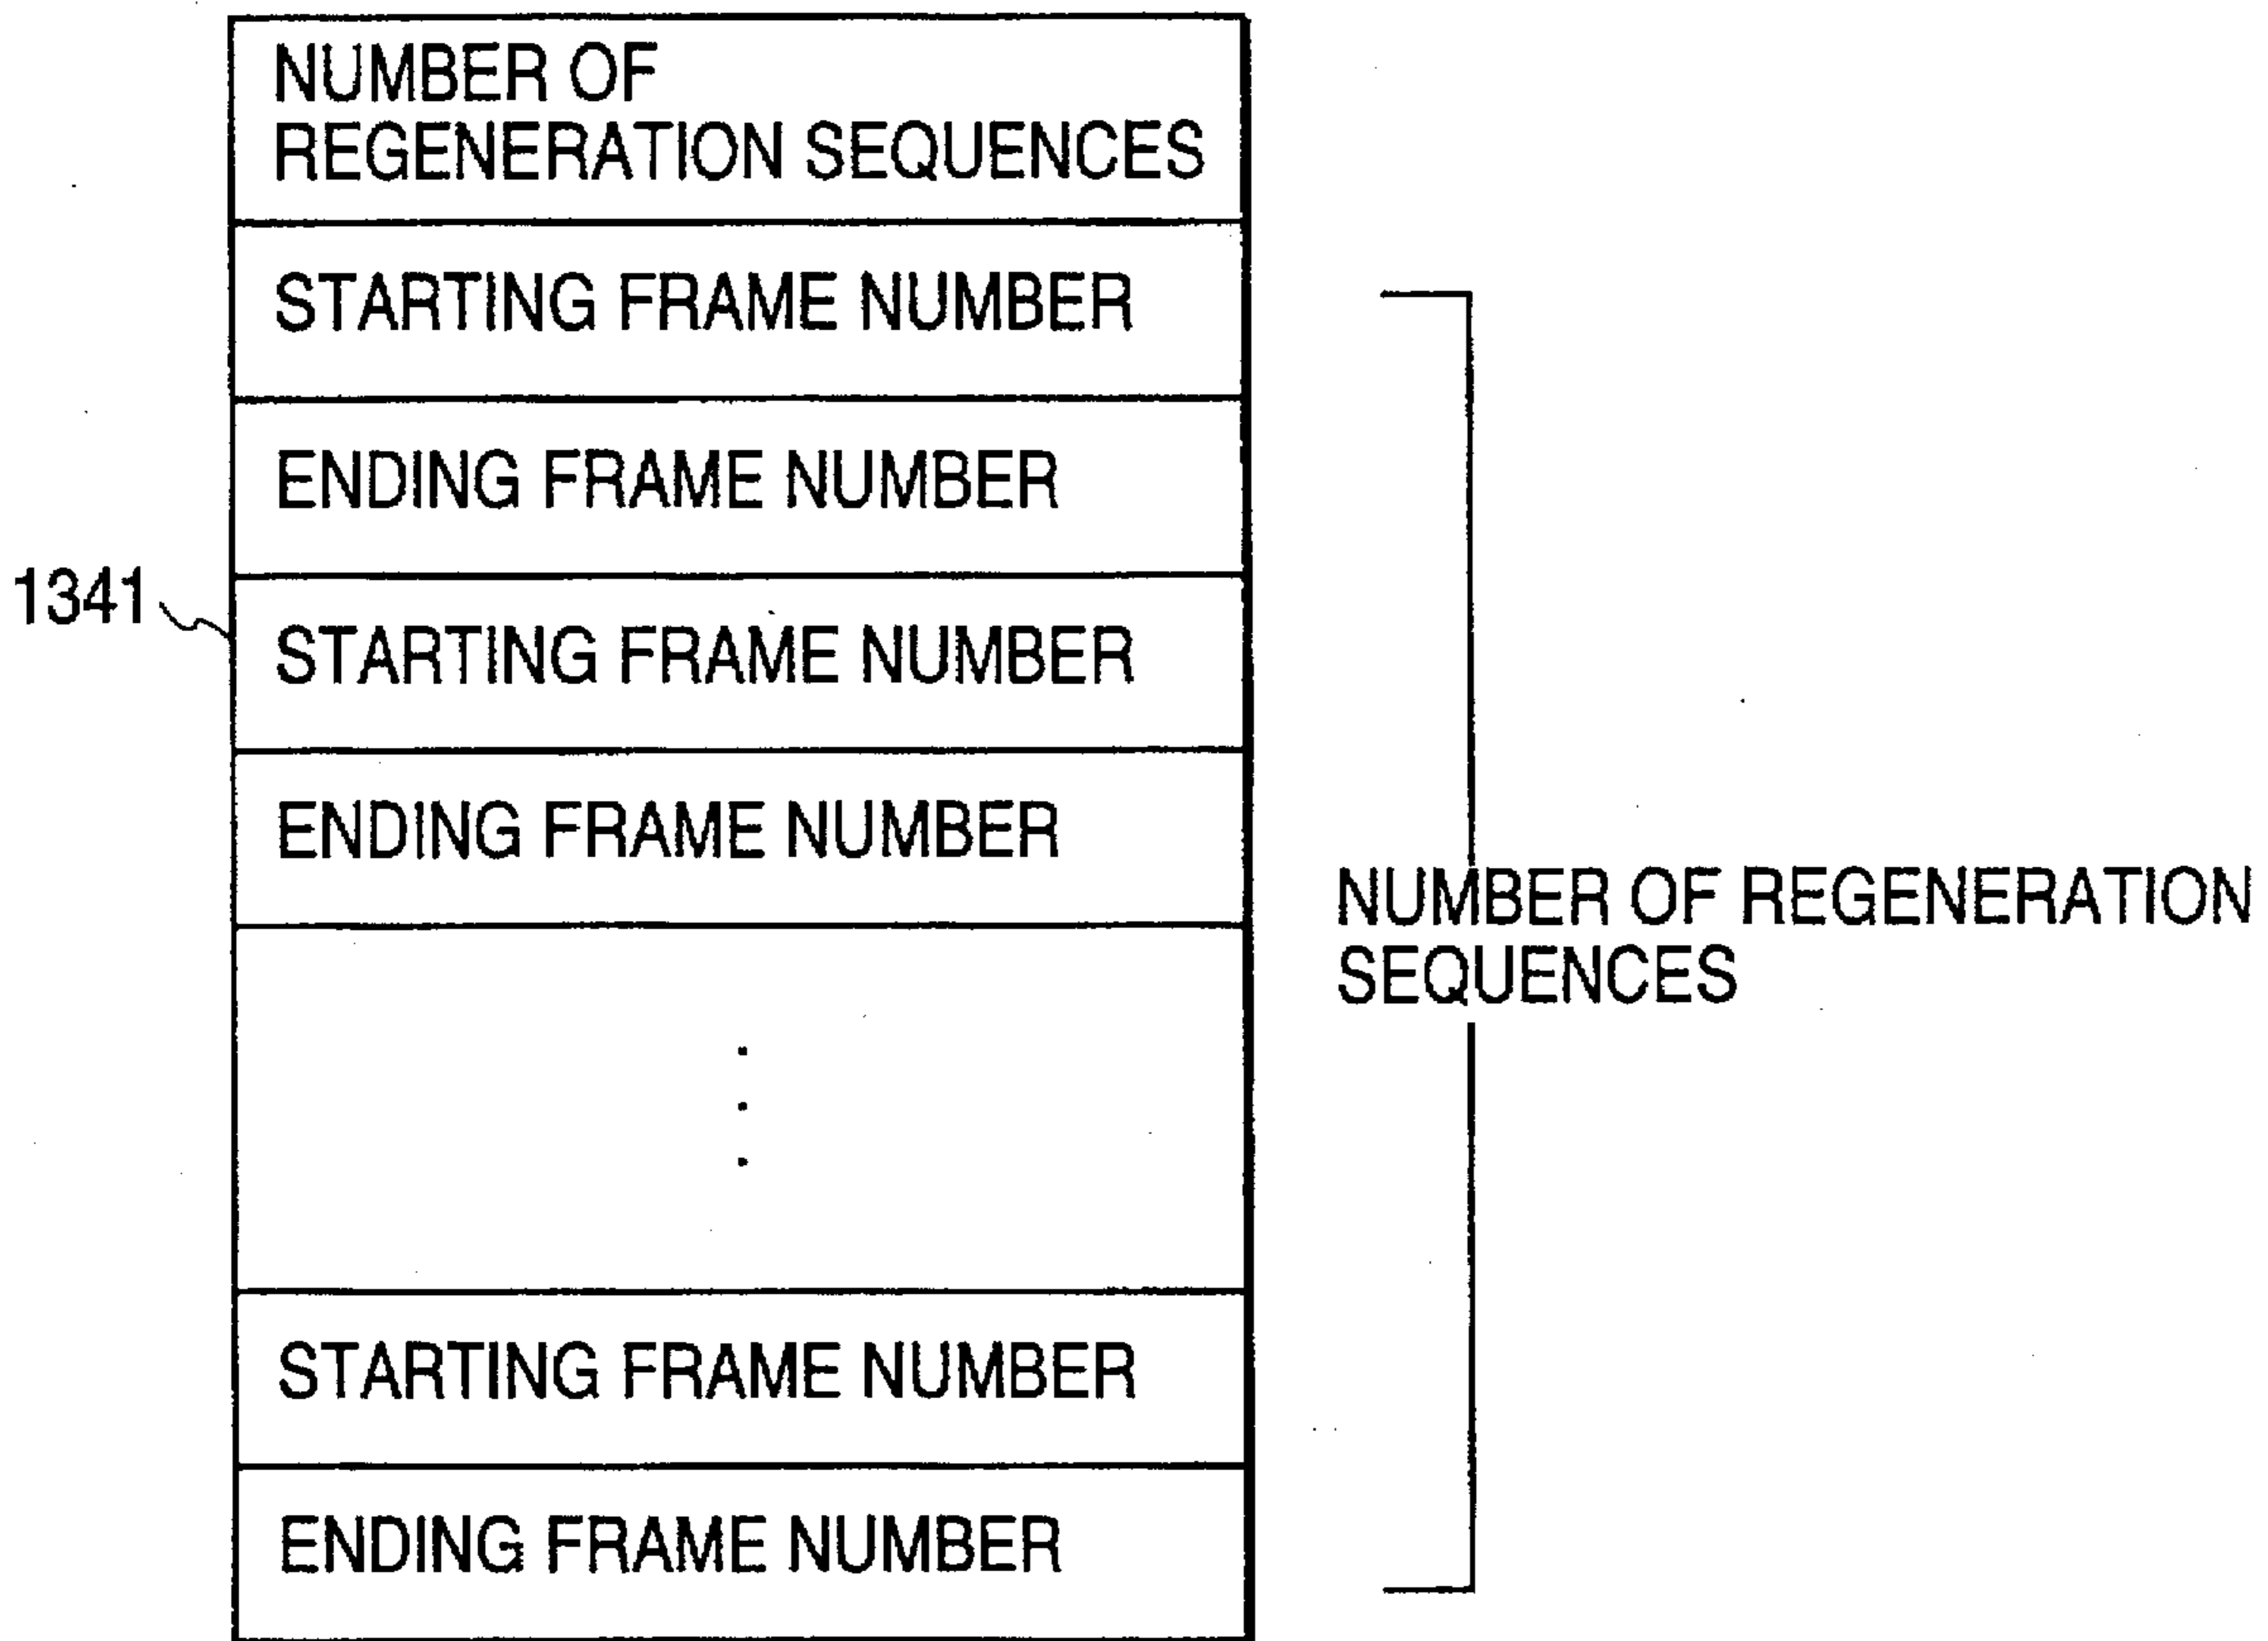 NUMBER OF
REGENERATION SEQUENCES
STARTING FRAME NUMBER
ENDING FRAME NUMBER
1341
STARTING FRAME NUMBER
ENDING FRAME NUMBER
NUMBER OF REGENERATION
SEQUENCES
STARTING FRAME NUMBER
ENDING FRAME NUMBER